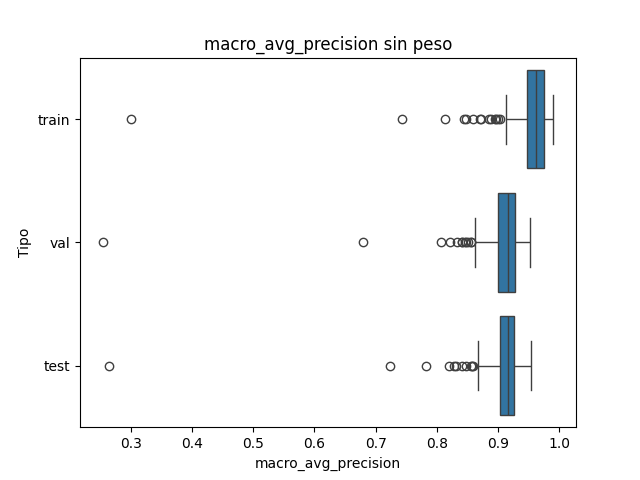 macro_avg_precision sin peso
train
val
test
Tipo
0.3 0.4 0.5 0.6 0.7 0.8 0.9 1.0
macro_avg_precision